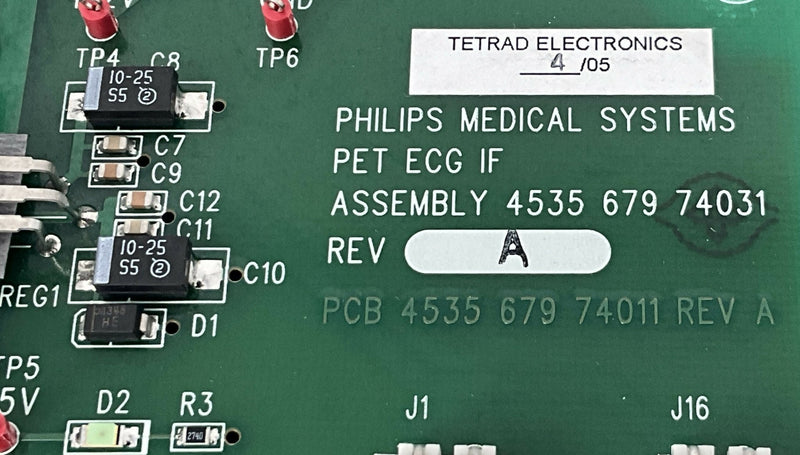 TP4
C8
TP6
10-25
S5 2
C7
C9
C12
C11
10-25
S5 2
C10
REG1
D1
TP5
5V
D2
R3
2740
TETRAD ELECTRONICS
4/05
PHILIPS MEDICAL SYSTEMS
PET ECG IF
ASSEMBLY 4535 679 74031
REV A
PCB 4535 679 74011 REV A
J1
J16